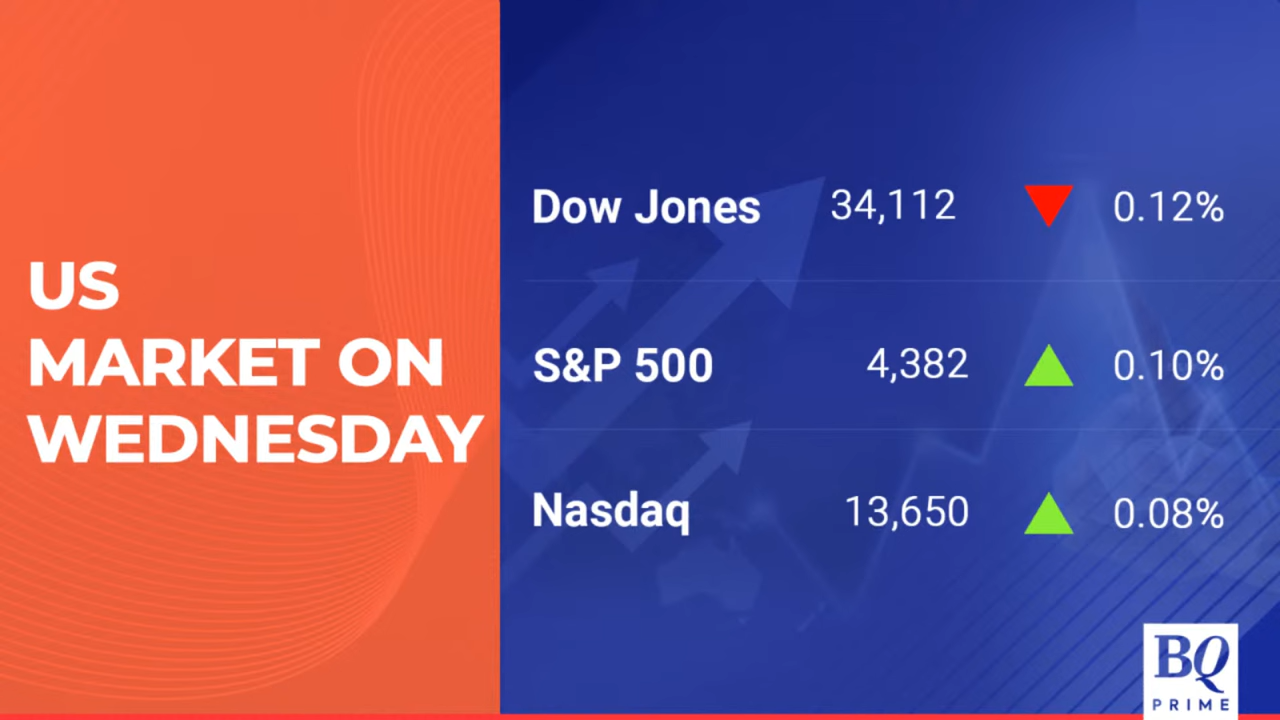 US
MARKET ON
WEDNESDAY
Dow Jones 34,112 0.12%
S&P 500 4,382 0.10%
Nasdaq 13,650 0.08%
BQ
PRIME